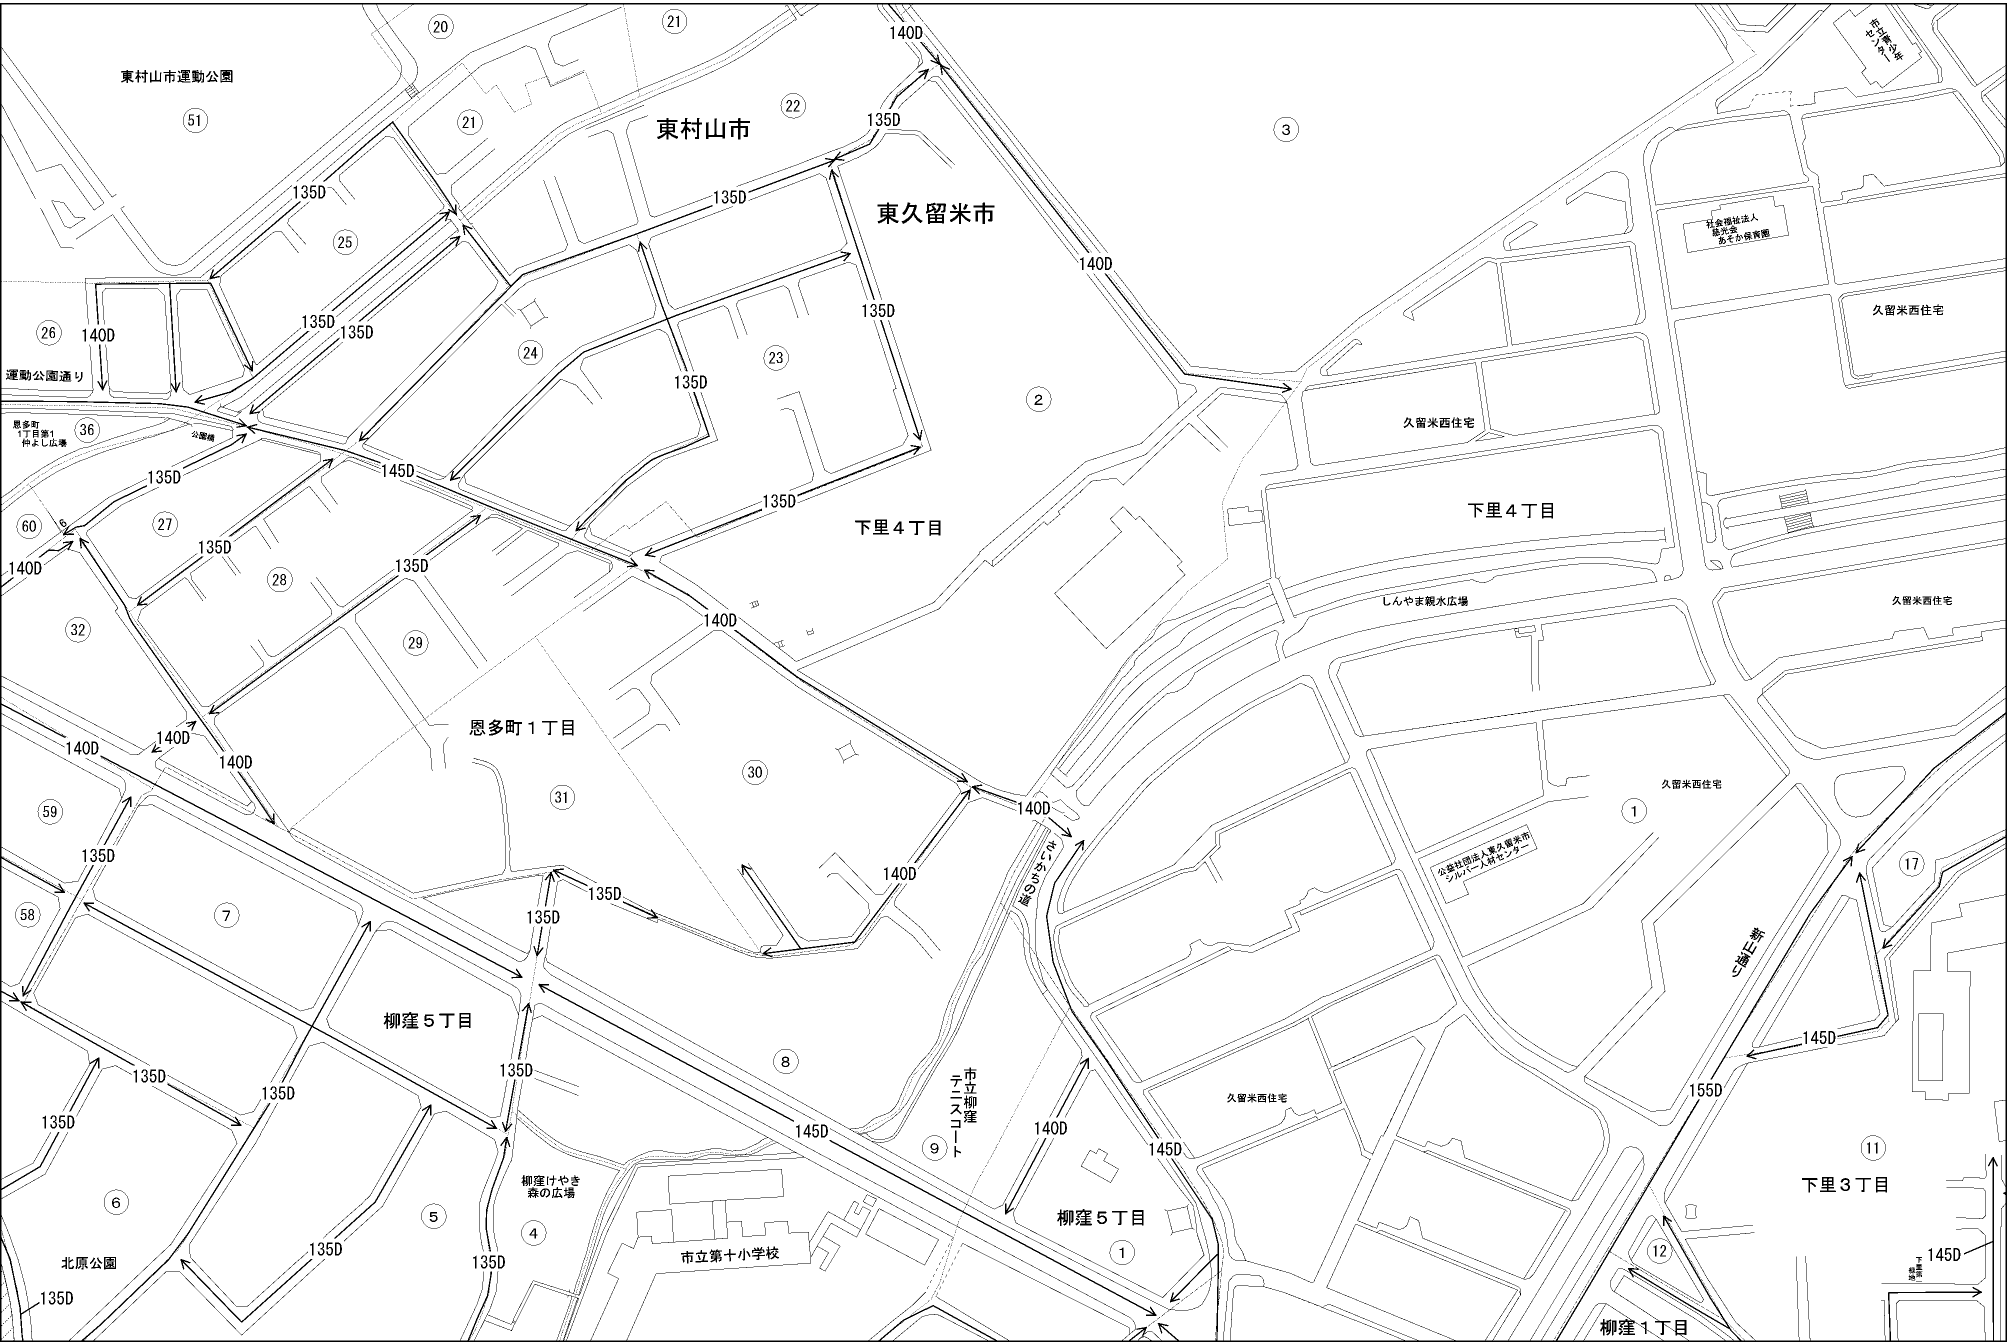 20
21
140D
市立青少年
センター
東村山市運動公園
51
21
東村山市
22
135D
3
135D
135D
東久留米市
社会福祉法人
慈光会
あそか保育園
25
140D
26
140D
135D
135D
135D
久留米西住宅
運動公園通り
24
23
135D
2
久留米西住宅
恩多町
1丁目第1
仲よし広場
36
公園橋
145D
135D
135D
60
27
135D
下里4丁目
下里4丁目
140D
135D
28
135D
しんやま親水広場
久留米西住宅
32
29
140D
恩多町1丁目
140D
140D
140D
30
31
久留米西住宅
1
59
140D
135D
さいかちの道
公益社団法人東久留米市
シルバー人材センター
17
140D
135D
58
7
135D
新山通り
柳窪5丁目
145D
8
135D
135D
135D
市立柳窪
テニスコート
久留米西住宅
155D
135D
145D
140D
145D
9
11
柳窪けやき
森の広場
下里3丁目
6
5
4
柳窪5丁目
1
135D
市立第十小学校
12
145D
北原公園
135D
135D
柳窪1丁目